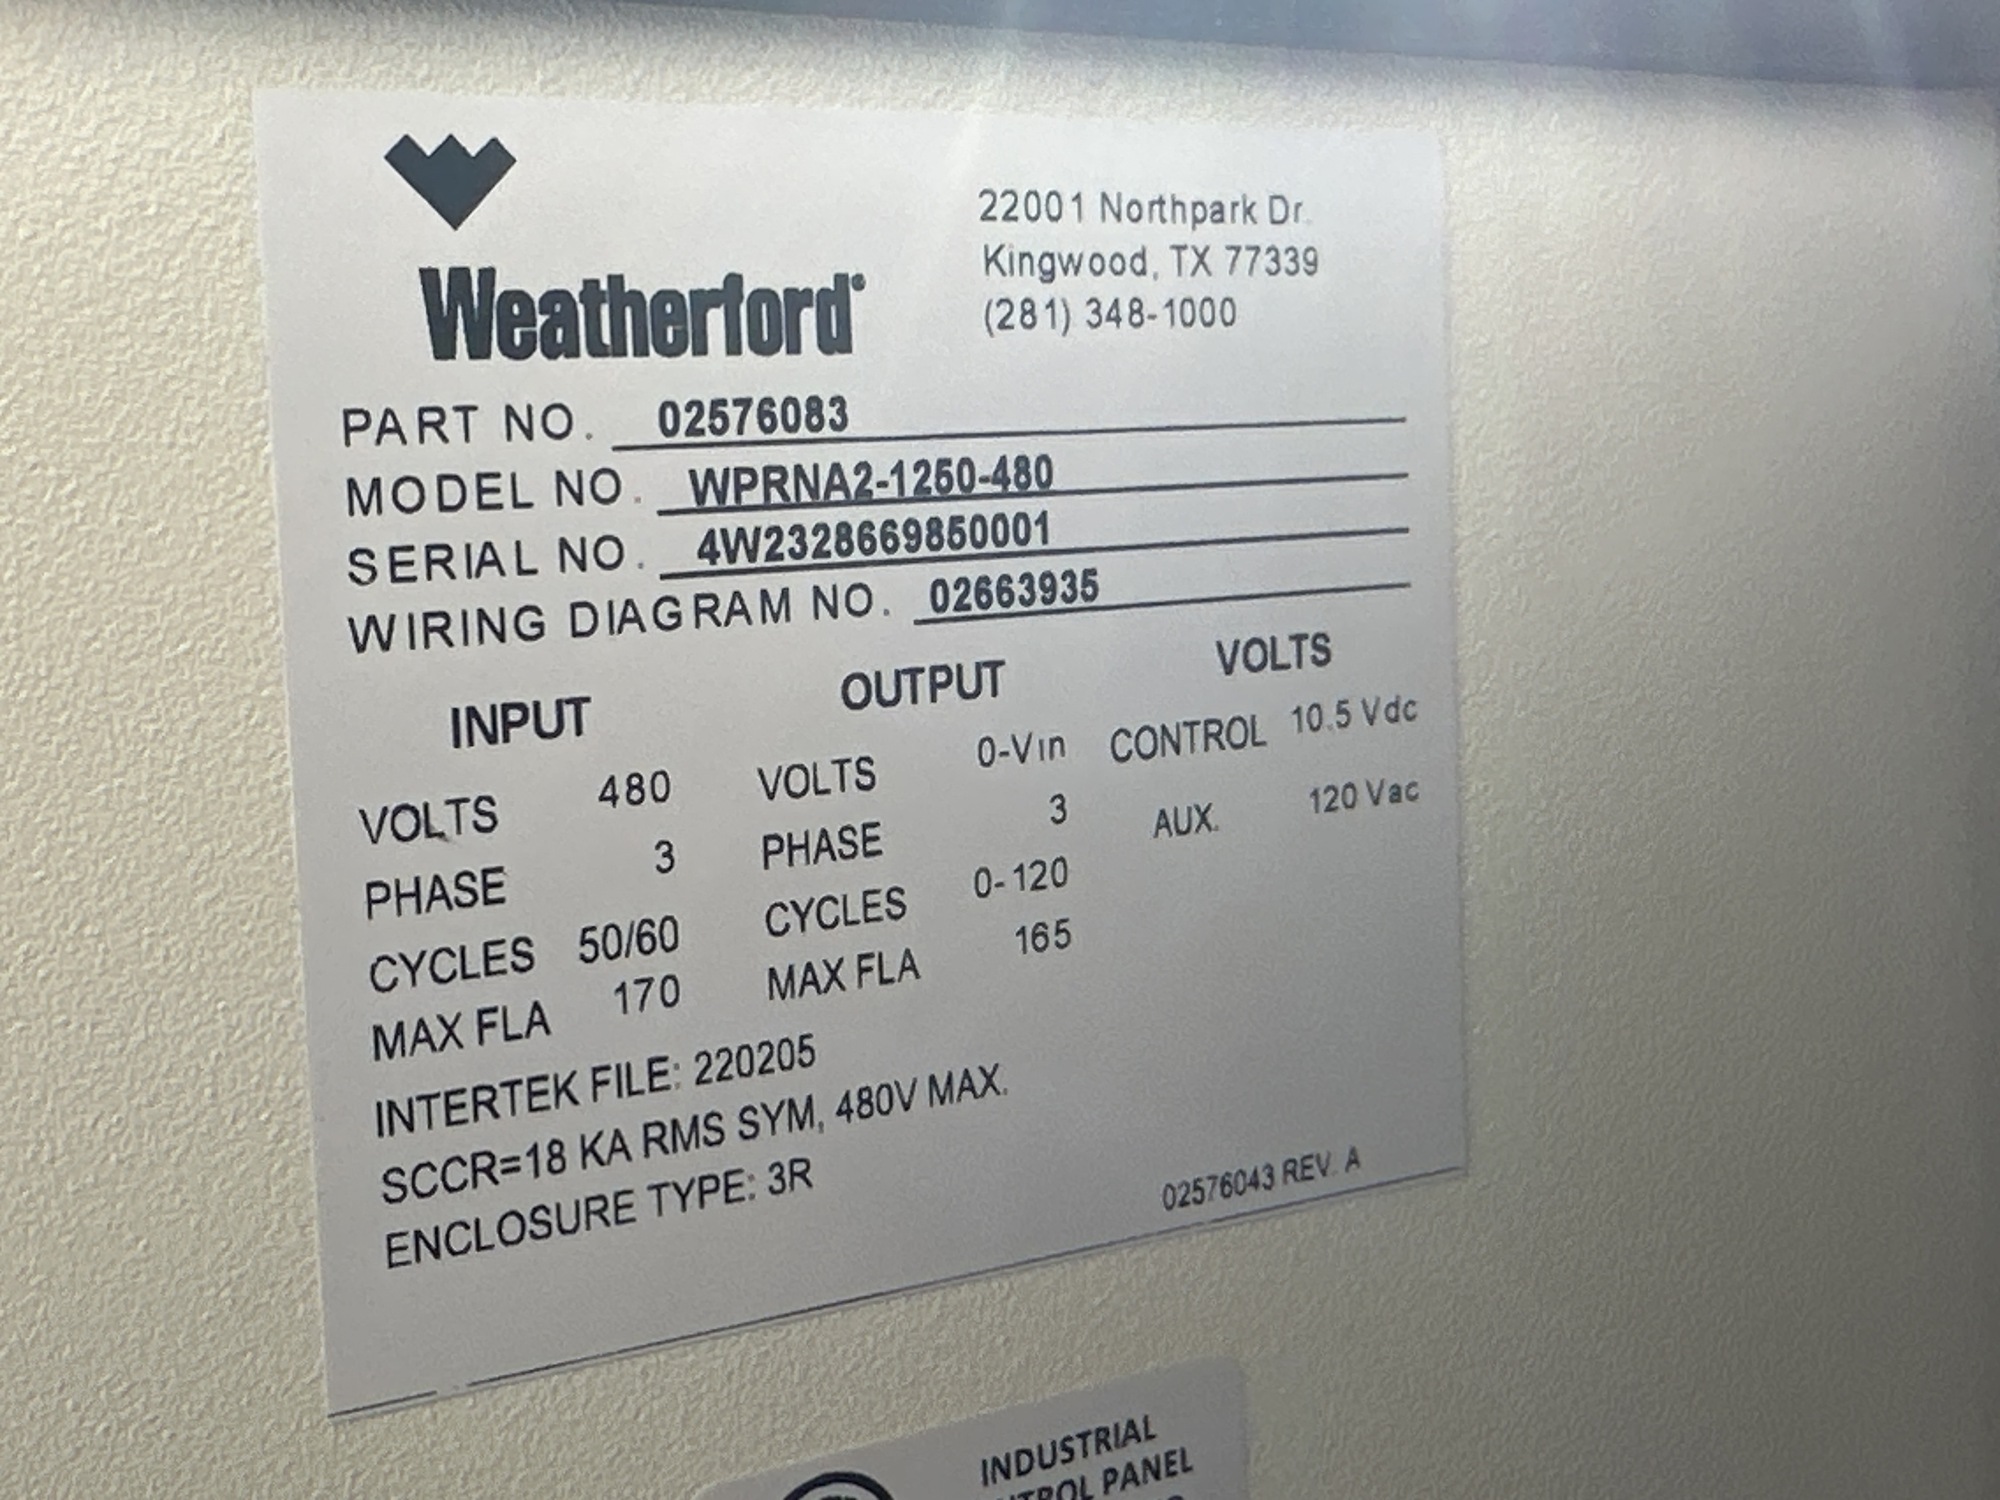 Weatherford®
22001 Northpark Dr.
Kingwood, TX 77339
(281) 348-1000
PART NO. 02576083
MODEL NO. WPRNA2-1250-480
SERIAL NO. 4W2328669850001
WIRING DIAGRAM NO. 02663935
INPUT OUTPUT VOLTS
VOLTS 480 VOLTS 0-Vin CONTROL 10.5 Vdc
PHASE 3 PHASE 3 AUX. 120 Vac
CYCLES 50/60 CYCLES 0-120
MAX FLA 170 MAX FLA 165
INTERTEK FILE: 220205
SCCR=18 KA RMS SYM, 480V MAX.
ENCLOSURE TYPE: 3R
02576043 REV. A
INDUSTRIAL
PANEL